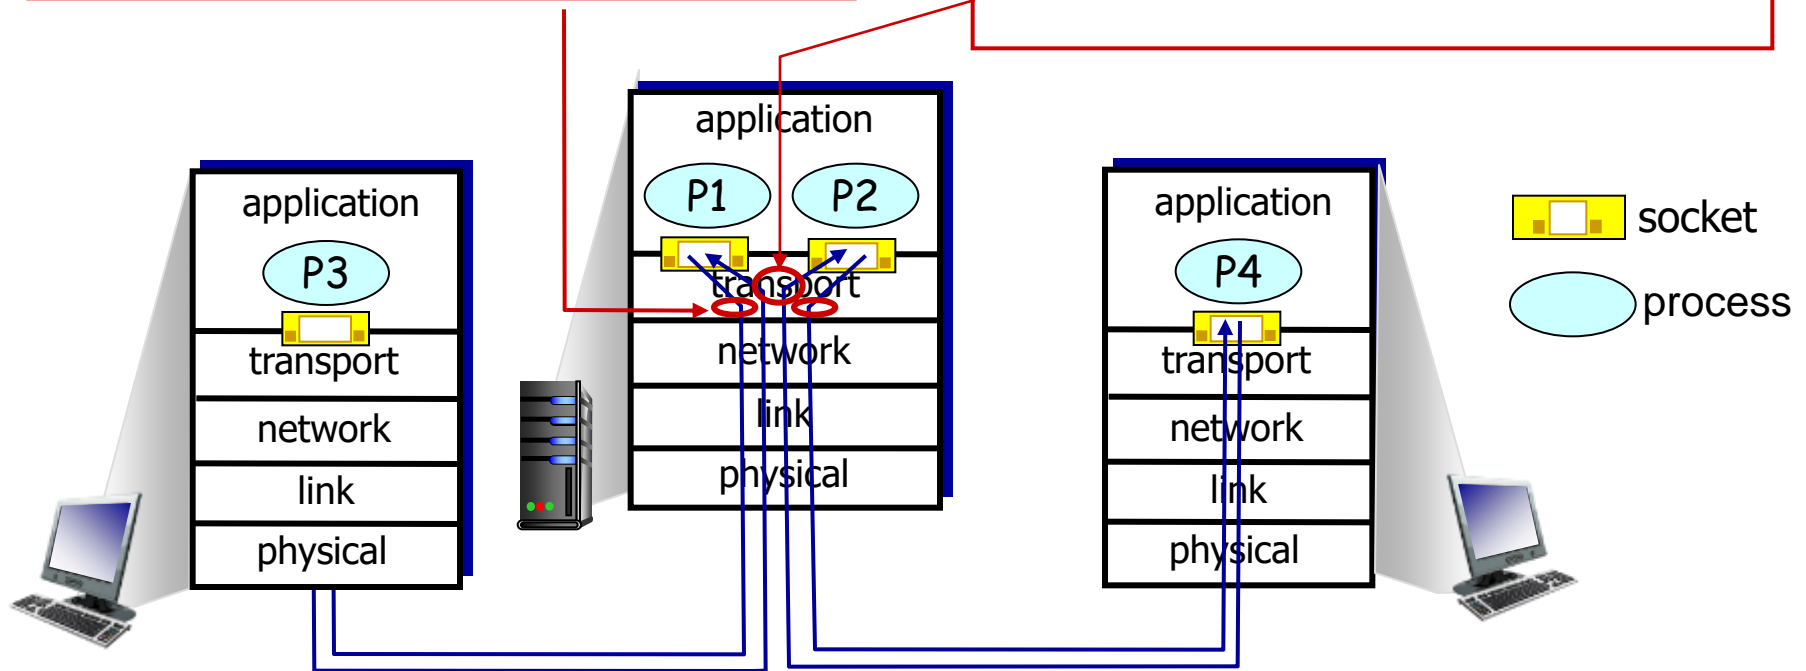 application
P3
transport
network
link
physical
application
P1 P2
transport
network
link
physical
application
P4
transport
network
link
physical
socket
process